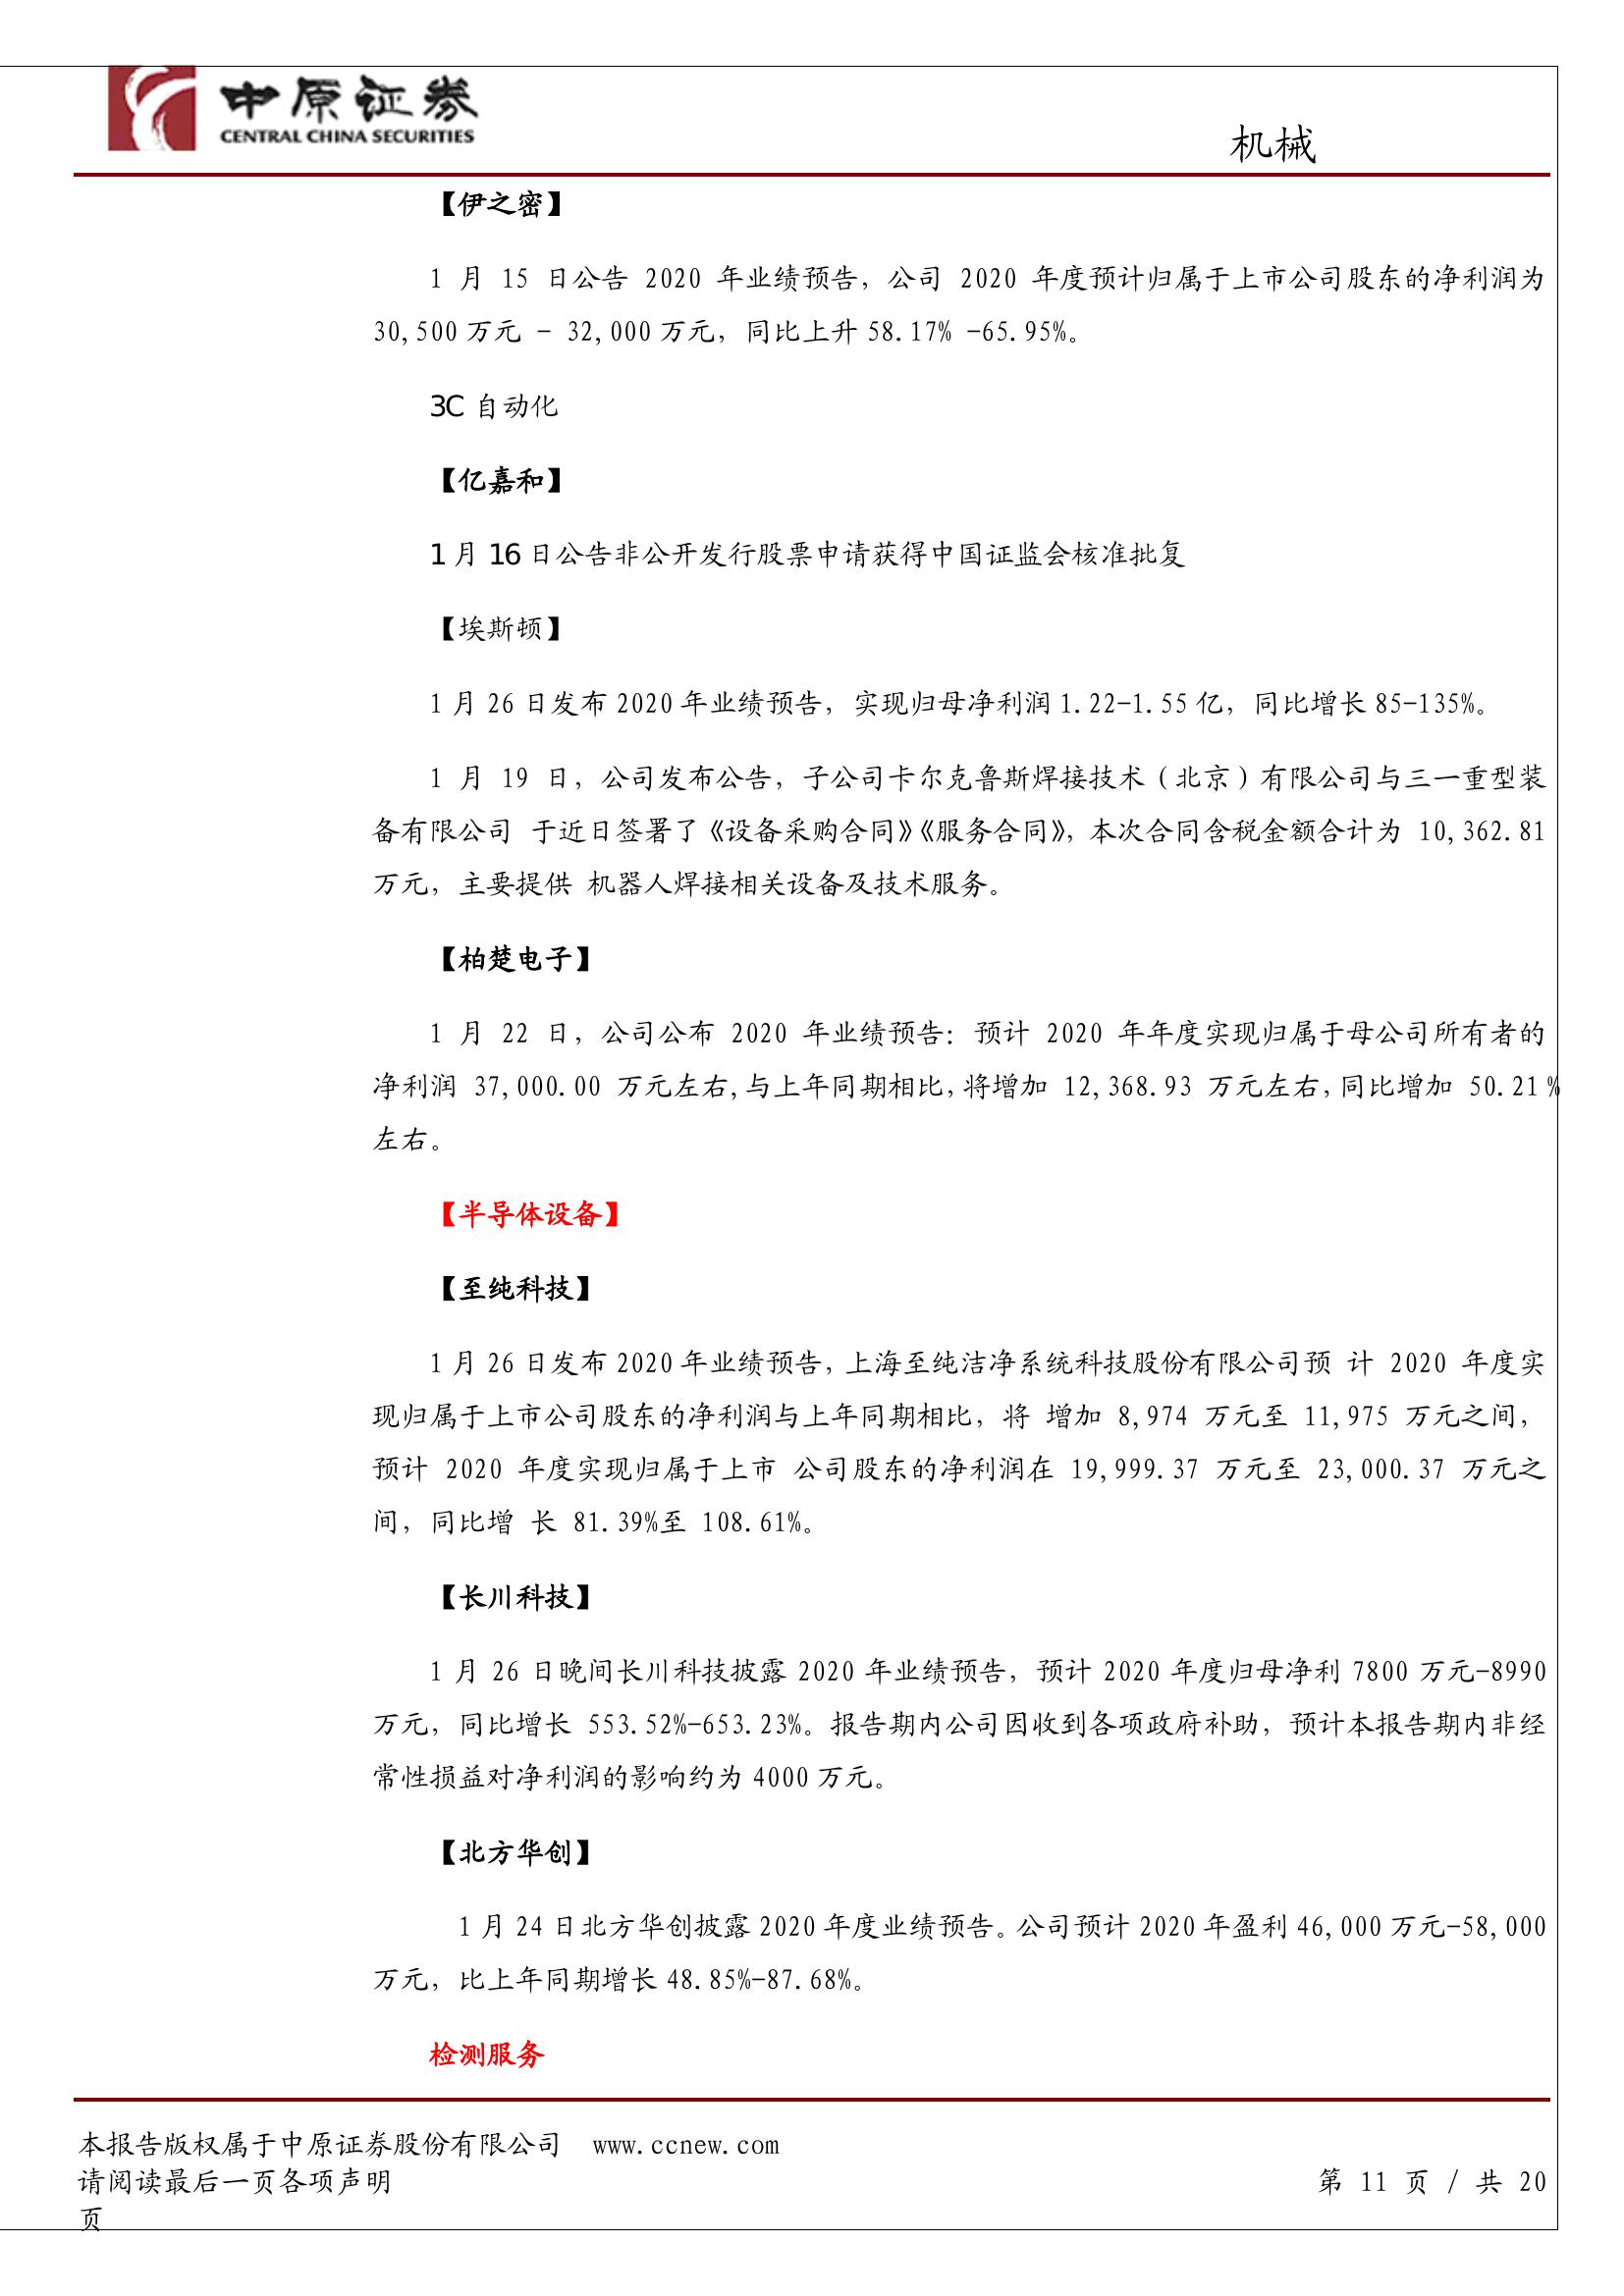 中原证券
CENTRAL CHINA SECURITIES
机械
【伊之密】
1 月 15 日公告 2020 年业绩预告，公司 2020 年度预计归属于上市公司股东的净利润为
30,500 万元 - 32,000 万元，同比上升 58.17% -65.95%。
3C 自动化
【亿嘉和】
1 月 16 日公告非公开发行股票申请获得中国证监会核准批复
【埃斯顿】
1 月 26 日发布 2020 年业绩预告，实现归母净利润 1.22-1.55 亿，同比增长 85-135%。
1 月 19 日，公司发布公告，子公司卡尔克鲁斯焊接技术（北京）有限公司与三一重型装
备有限公司 于近日签署了《设备采购合同》《服务合同》，本次合同含税金额合计为 10,362.81
万元，主要提供 机器人焊接相关设备及技术服务。
【柏楚电子】
1 月 22 日，公司公布 2020 年业绩预告：预计 2020 年年度实现归属于母公司所有者的
净利润 37,000.00 万元左右,与上年同期相比,将增加 12,368.93 万元左右,同比增加 50.21%
左右。
【半导体设备】
【至纯科技】
1 月 26 日发布 2020 年业绩预告,上海至纯洁净系统科技股份有限公司预 计 2020 年度实
现归属于上市公司股东的净利润与上年同期相比，将 增加 8,974 万元至 11,975 万元之间，
预计 2020 年度实现归属于上市 公司股东的净利润在 19,999.37 万元至 23,000.37 万元之
间，同比增 长 81.39%至 108.61%。
【长川科技】
1 月 26 日晚间长川科技披露 2020 年业绩预告，预计 2020 年度归母净利 7800 万元-8990
万元，同比增长 553.52%-653.23%。报告期内公司因收到各项政府补助，预计本报告期内非经
常性损益对净利润的影响约为 4000 万元。
【北方华创】
1 月 24 日北方华创披露 2020 年度业绩预告。公司预计 2020 年盈利 46,000 万元-58,000
万元，比上年同期增长 48.85%-87.68%。
检测服务
本报告版权属于中原证券股份有限公司 www.ccnew.com
请阅读最后一页各项声明 第 11 页 / 共 20
页